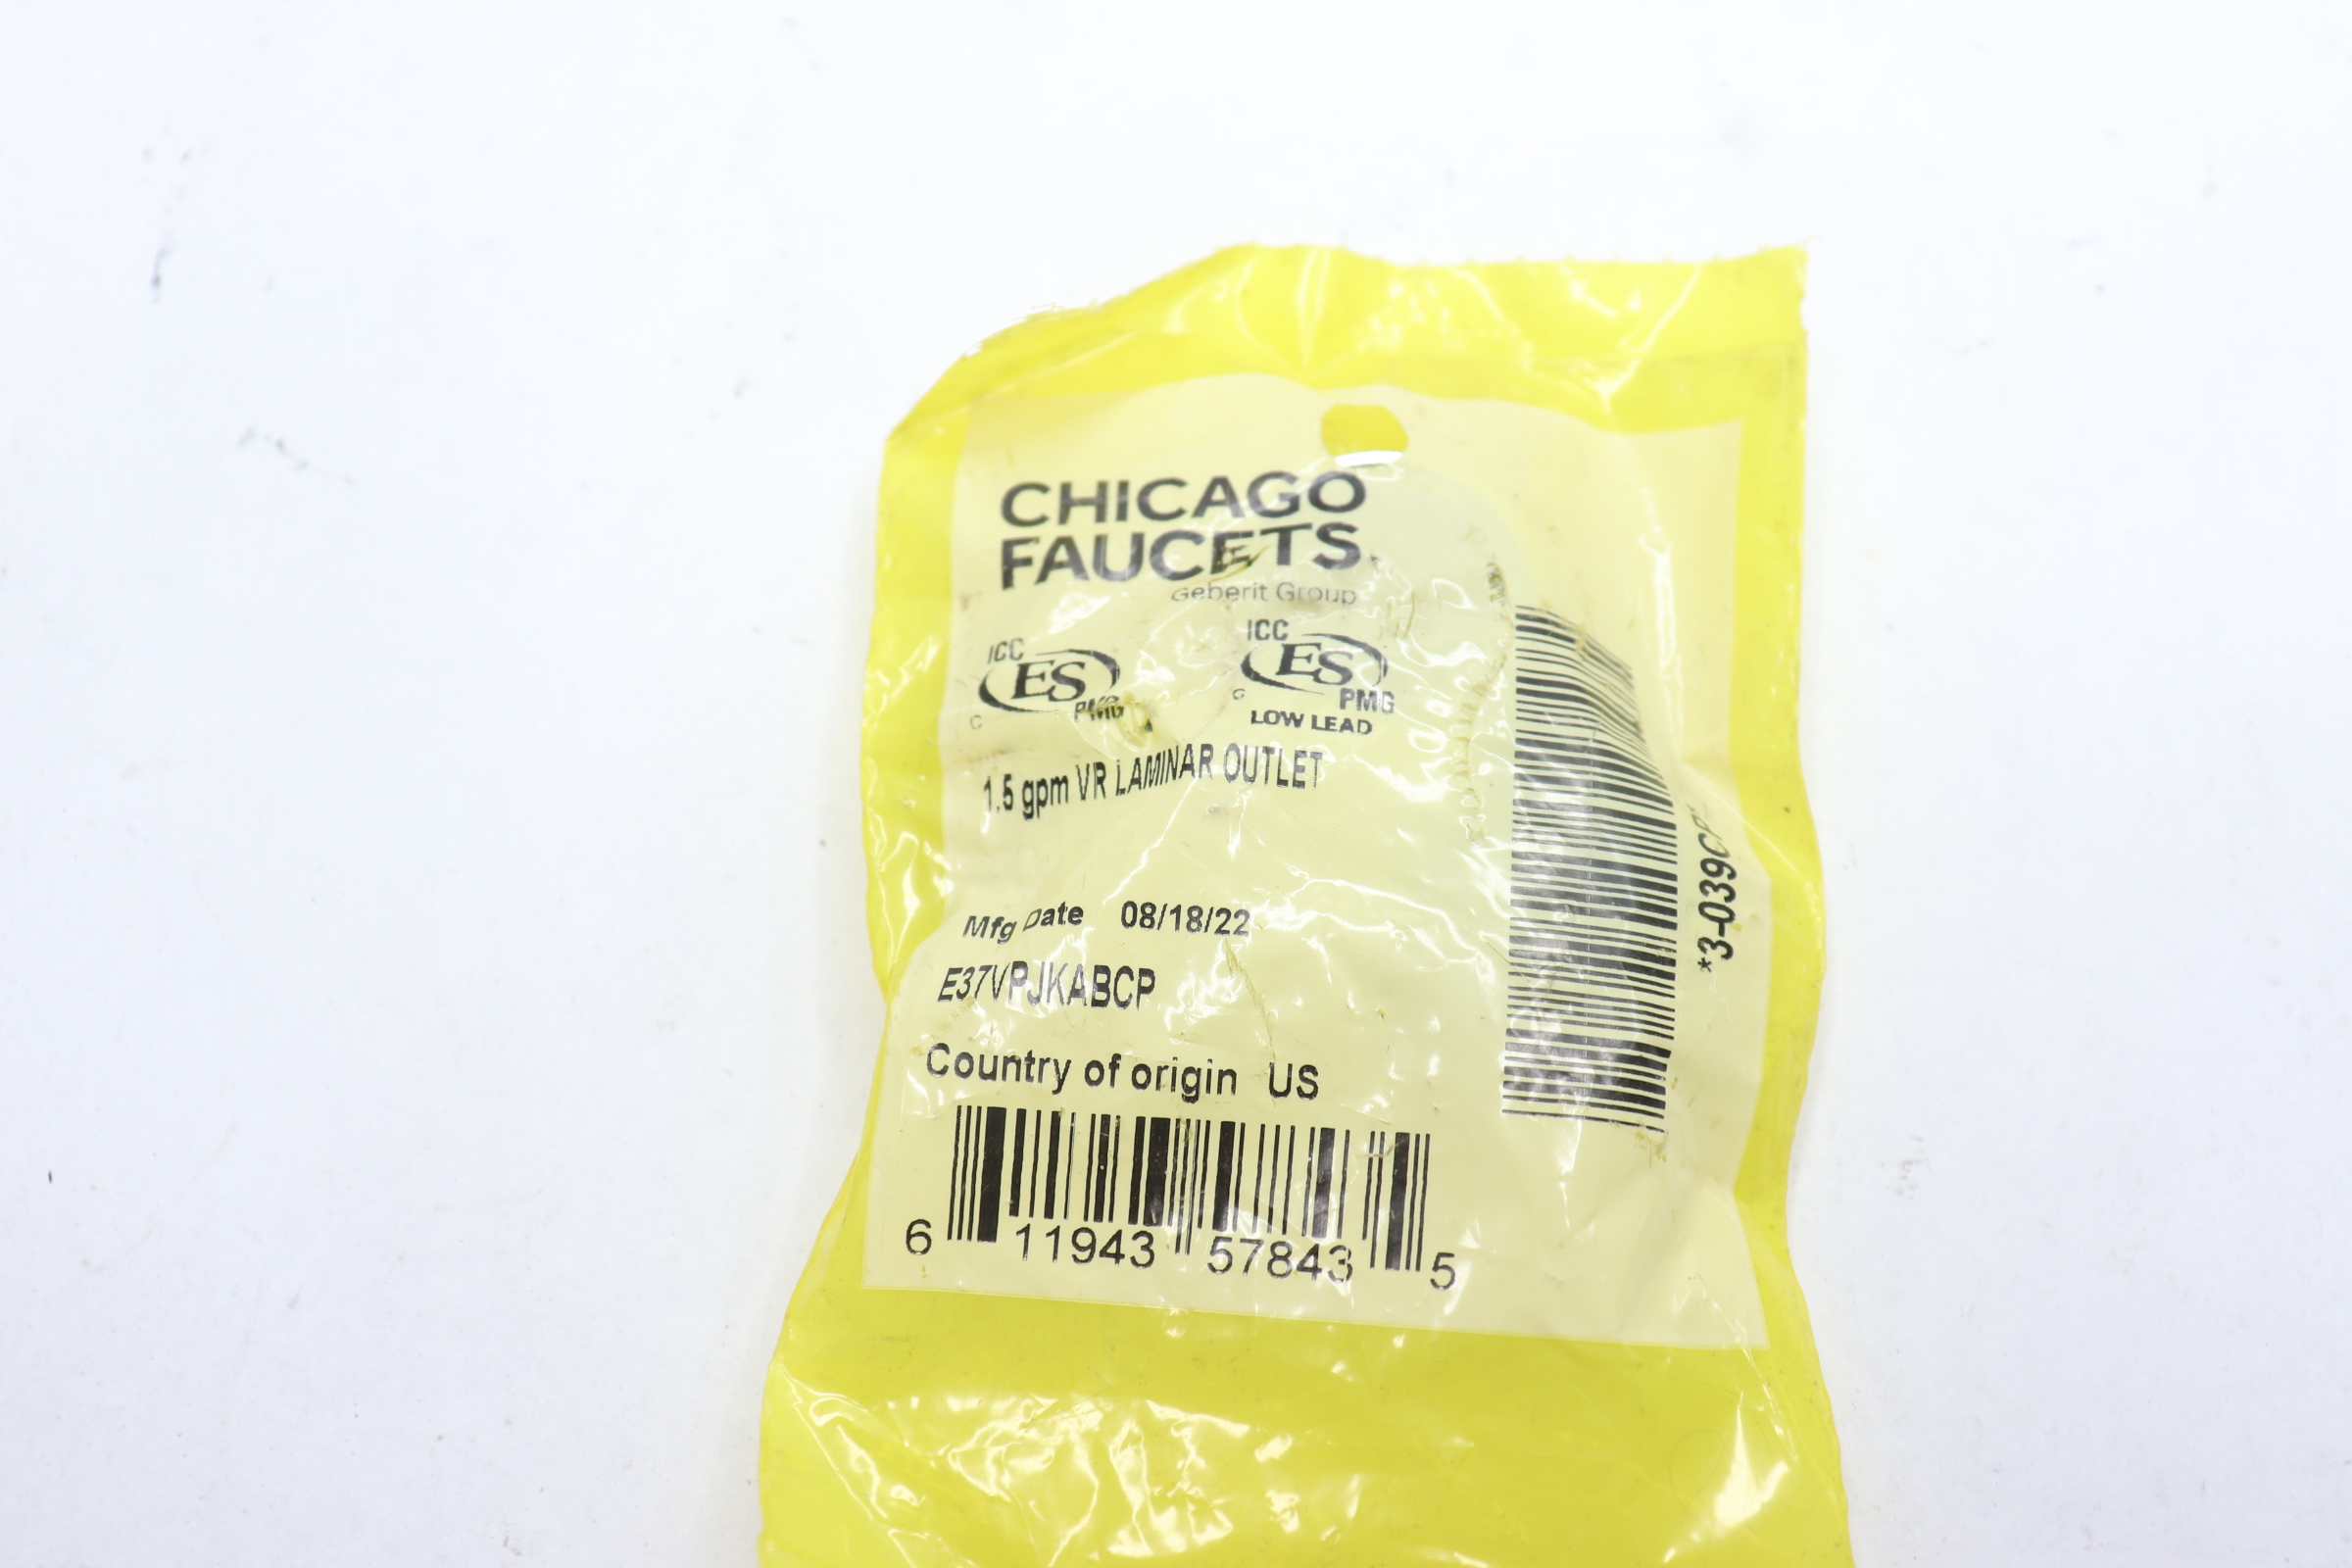 CHICAGO
FAUCETS
Geberit Group
ICC
ES
PMG
C
ICC
ES
PMG
LOW LEAD
1.5 gpm VR LAMINAR OUTLET
Mfg Date 08/18/22
E37VPJKABCP
Country of origin US
6 11943 57843 5